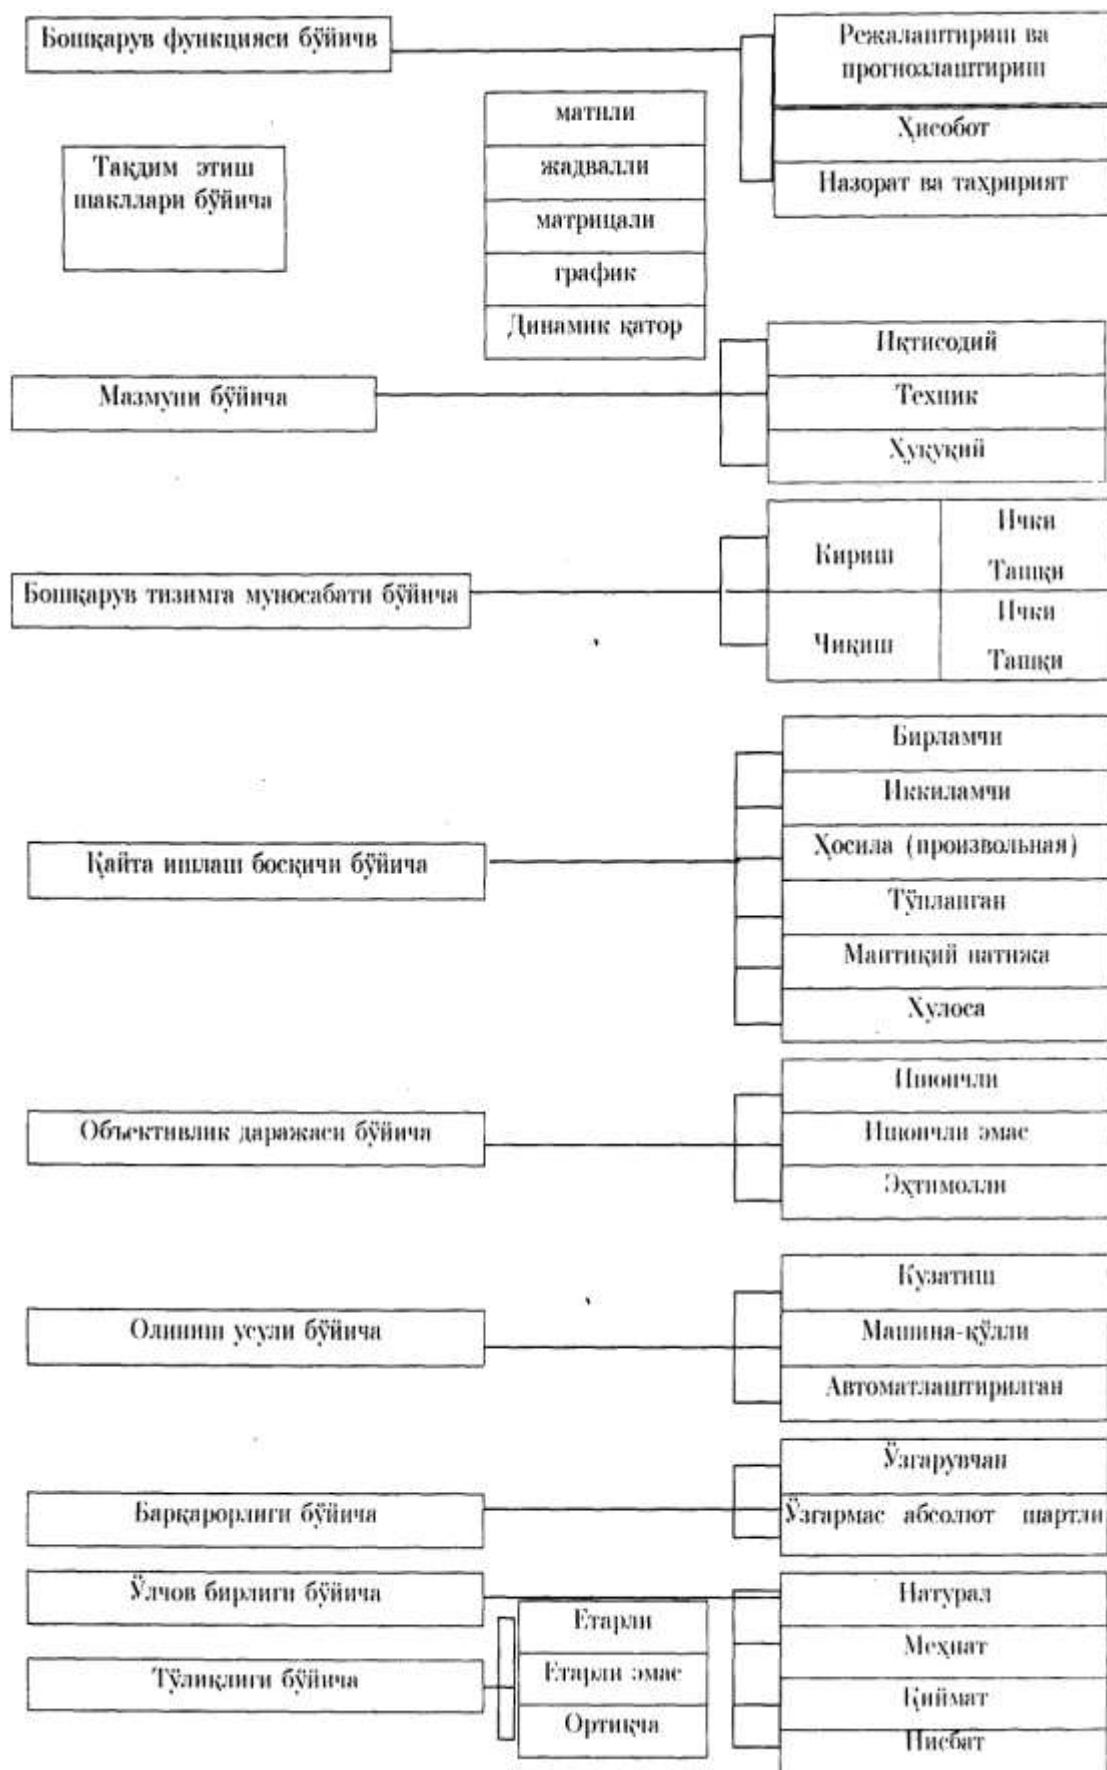 Бошқарув функцияси бўйичв
Режалаштириш ва
прогнозлаштириш
Ҳисобот
Назорат ва таҳририят
Тақдим этиш
шакллари бўйича
матнли
жадвалли
матрицали
график
Динамик қатор
Мазмуни бўйича
Иқтисодий
Техник
Ҳуқуқий
Бошқарув тизимга муносабати бўйича
Кириш
Ички
Ташқи
Чиқиш
Ички
Ташқи
Қайта ишлаш босқичи бўйича
Бирламчи
Иккиламчи
Ҳосила (произвольная)
Тўпланган
Мантиқий натижа
Хулоса
Объективлик даражаси бўйича
Ишончли
Ишончли эмас
Эҳтимолли
Олиниш усули бўйича
Кузатиш
Машина-қўлли
Автоматлаштирилган
Барқарорлиги бўйича
Ўзгарувчан
Ўзгармас абсолют шартли
Ўлчов бирлиги бўйича
Натурал
Меҳнат
Қиймат
Нисбат
Тўлиқлиги бўйича
Етарли
Етарли эмас
Ортиқча